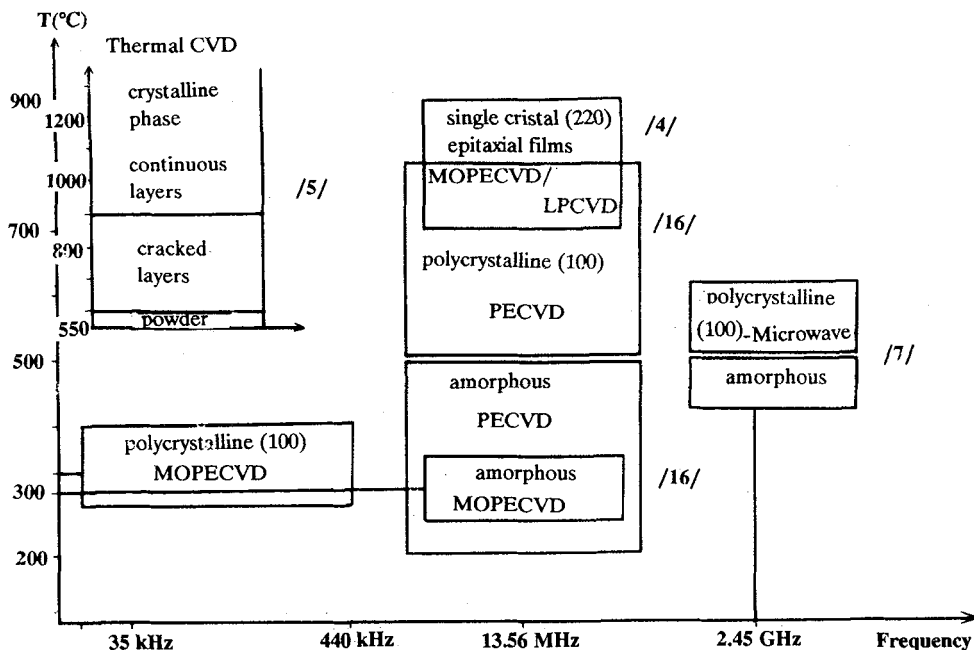 T(°C)
Thermal CVD
900
1200
crystalline
phase
1000
continuous
layers
/5/
700
800
cracked
layers
powder
550
single cristal (220)
epitaxial films
/4/
MOPECVD/
LPCVD
/16/
polycrystalline (100)
PECVD
polycrystalline
(100)-Microwave
/7/
500
amorphous
amorphous
PECVD
polycrystalline (100)
MOPECVD
amorphous
MOPECVD
/16/
300
200
35 kHz
440 kHz
13.56 MHz
2.45 GHz
Frequency